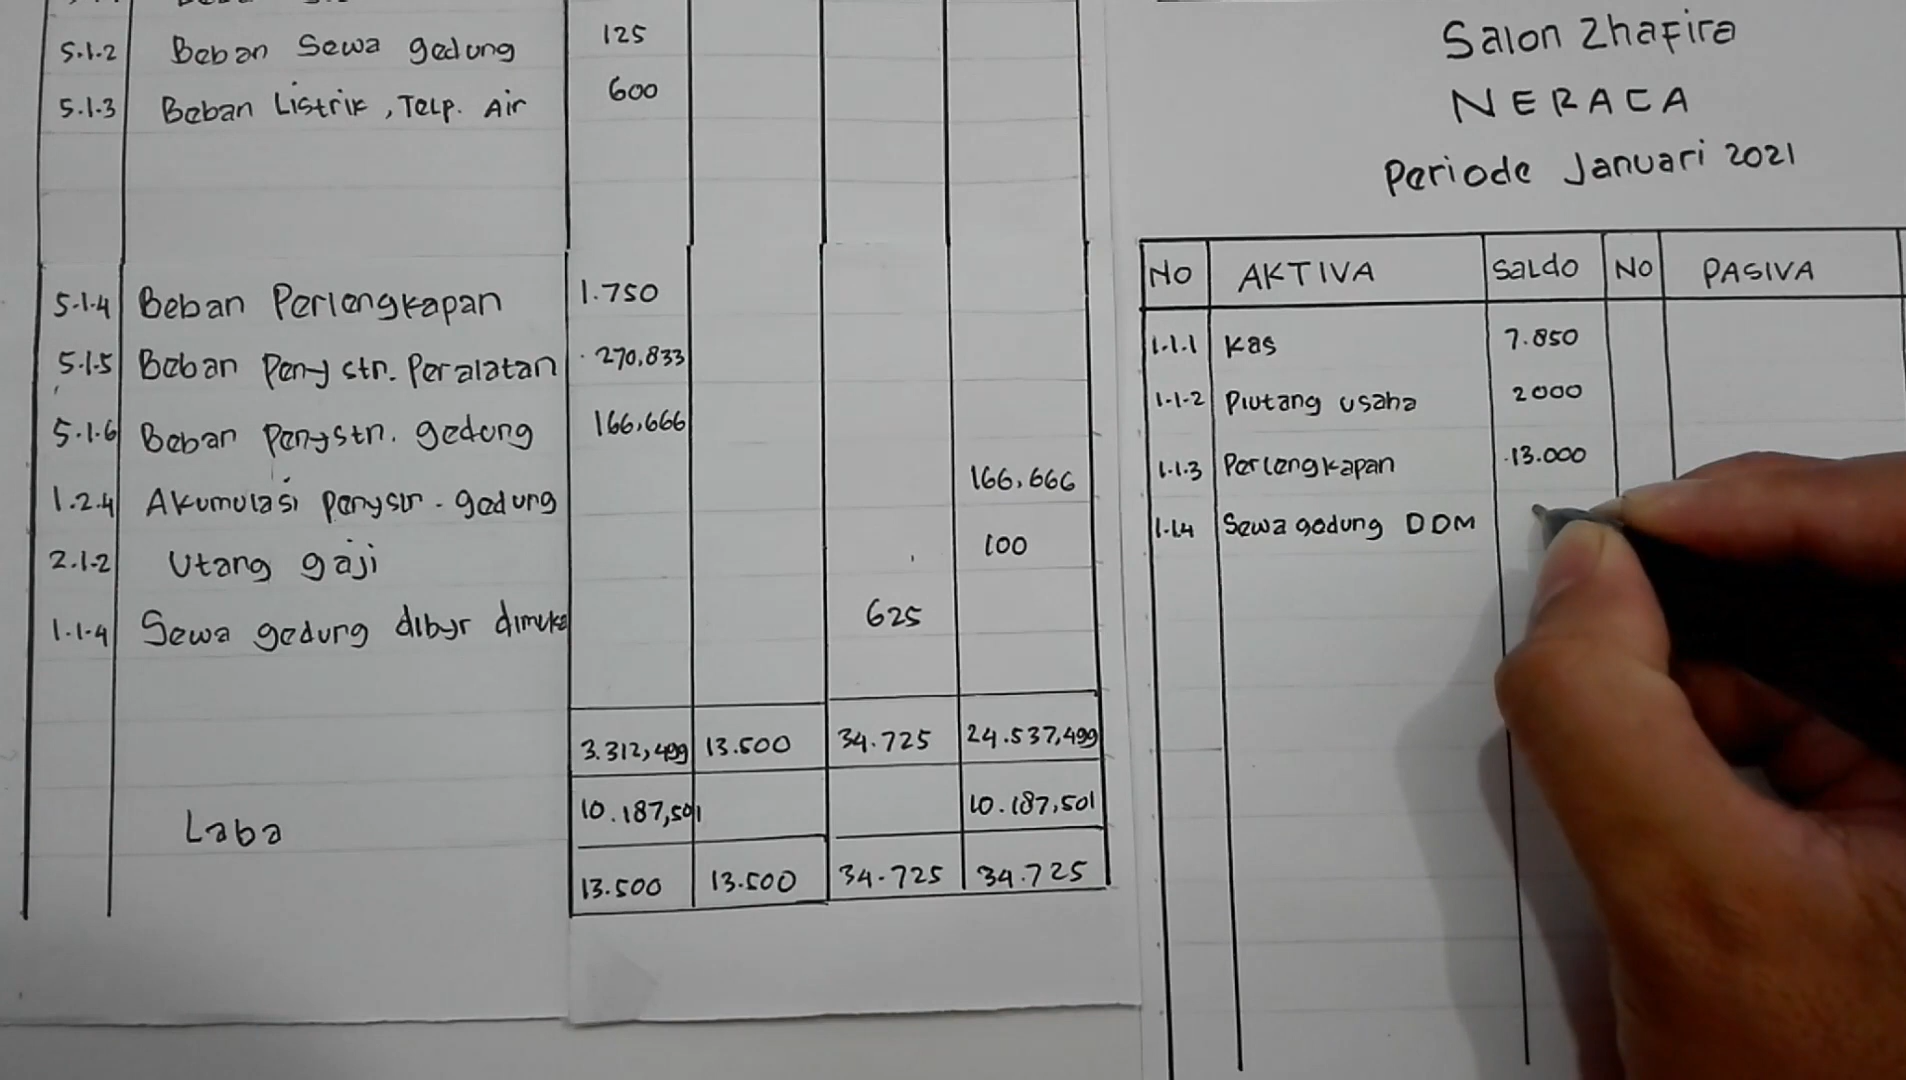 5.1.2 Beban Sewa gedung 125
5.1.3 Beban Listrik, Telp. Air 600
5.1.4 Beban Perlengkapan 1.750
5.1.5 Beban Peny str. Peralatan 270,833
5.1.6 Beban Penystn. gedung 166,666
1.2.4 Akumulasi Penystr. gedung 166,666
2.1.2 Utang gaji 100
1.1.4 Sewa gedung dibyr dimuka 625
3.312,499 13.500 34.725 24.537,499
Laba 10.187,501 10.187,501
13.500 13.500 34.725 34.725
Salon Zhafira
NERACA
Periode Januari 2021
NO AKTIVA Saldo NO PASIVA
1.1.1 Kas 7.850
1.1.2 Piutang usaha 2000
1.1.3 Perlengkapan 13.000
1.1.4 Sewa gedung DDM